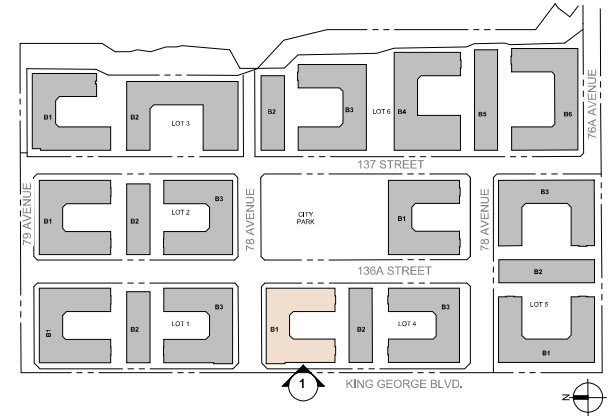 B1
B2
LOT 3
B2
B3
LOT 6
B4
B5
B6
76A AVENUE
137 STREET
79 AVENUE
B1
B2
LOT 2
B3
78 AVENUE
CITY
PARK
B1
78 AVENUE
B3
136A STREET
B2
B1
B2
LOT 1
B3
B1
B2
LOT 4
B3
LOT 5
B1
1
KING GEORGE BLVD.
N